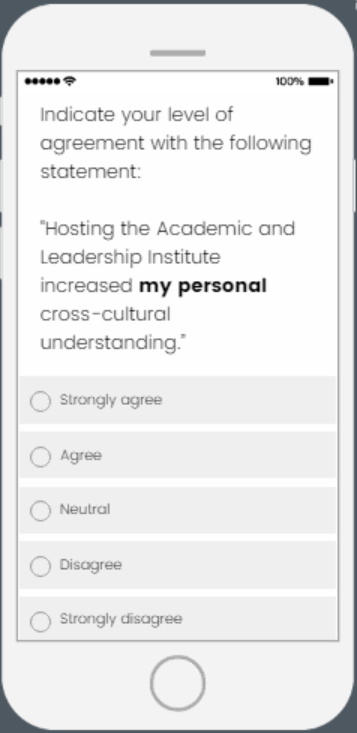 100%
Indicate your level of
agreement with the following
statement:
"Hosting the Academic and
Leadership Institute
increased my personal
cross-cultural
understanding."
Strongly agree
Agree
Neutral
Disagree
Strongly disagree